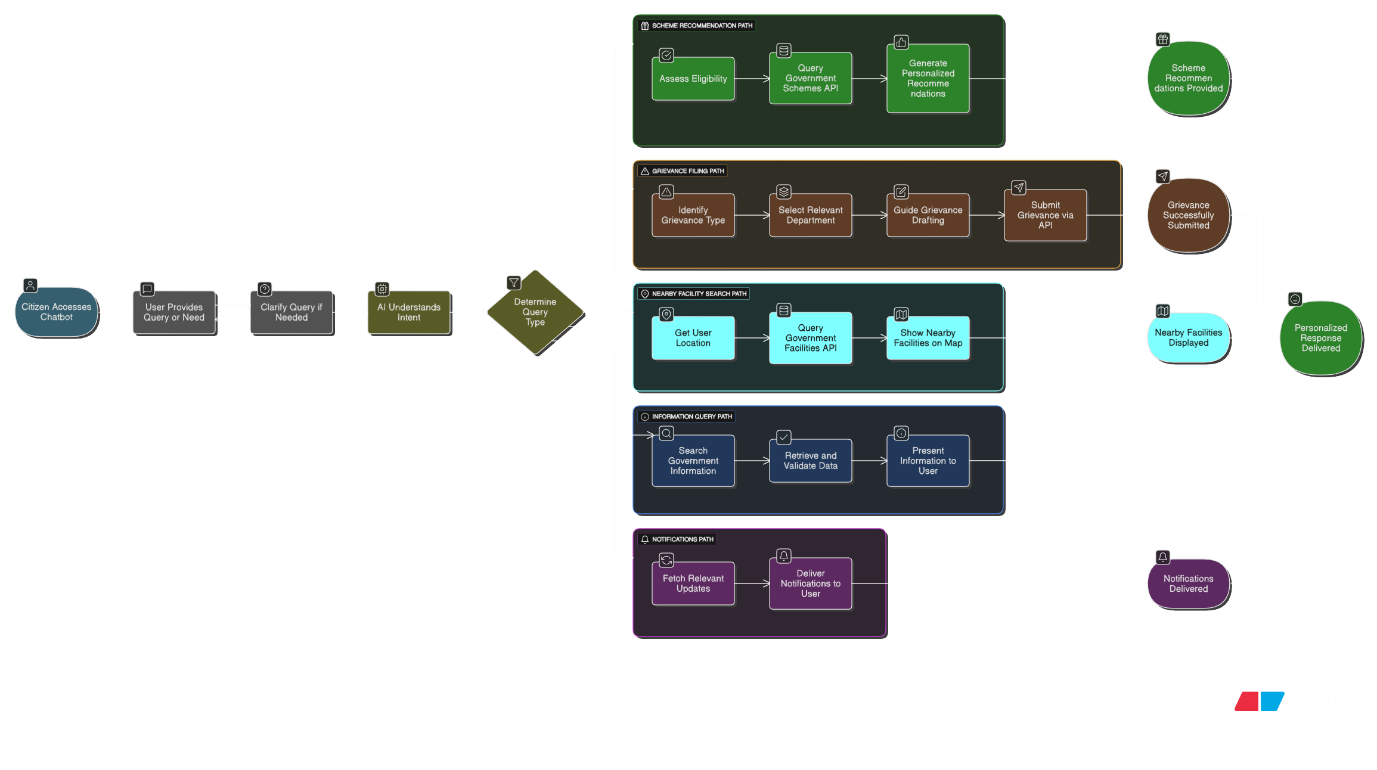 SCHEME RECOMMENDATION PATH
Assess Eligibility
Query
Government
Schemes API
Generate
Personalized
Recomme
ndations
Scheme
Recommen
dations Provided
GRIEVANCE FILING PATH
Identify
Grievance Type
Select Relevant
Department
Guide Grievance
Drafting
Submit
Grievance via
API
Grievance
Successfully
Submitted
Citizen Accesses
Chatbot
User Provides
Query or Need
Clarify Query if
Needed
AI Understands
Intent
Determine
Query
Type
NEARBY FACILITY SEARCH PATH
Get User
Location
Query
Government
Facilities API
Show Nearby
Facilities on Map
Nearby Facilities
Displayed
Personalized
Response
Delivered
INFORMATION QUERY PATH
Search
Government
Information
Retrieve and
Validate Data
Present
Information to
User
NOTIFICATIONS PATH
Fetch Relevant
Updates
Deliver
Notifications to
User
Notifications
Delivered